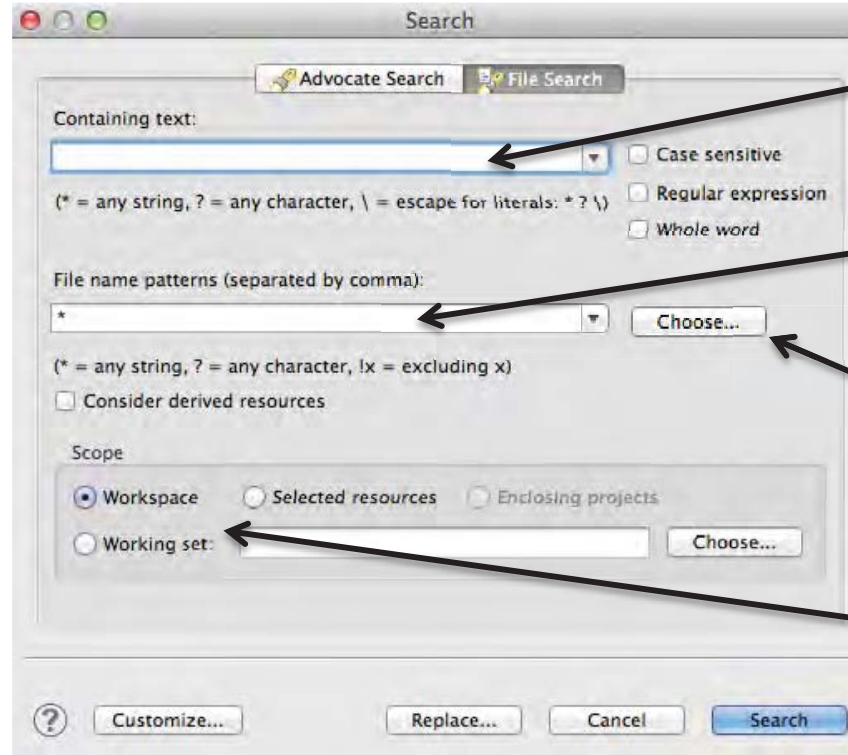 Search
Advocate Search File Search
Containing text:
Case sensitive
(* = any string, ? = any character, \ = escape for literals: * ? \)
Regular expression
Whole word
File name patterns (separated by comma):
*
Choose...
(* = any string, ? = any character, !x = excluding x)
Consider derived resources
Scope
Workspace Selected resources Enclosing projects
Working set: Choose...
? Customize... Replace... Cancel Search